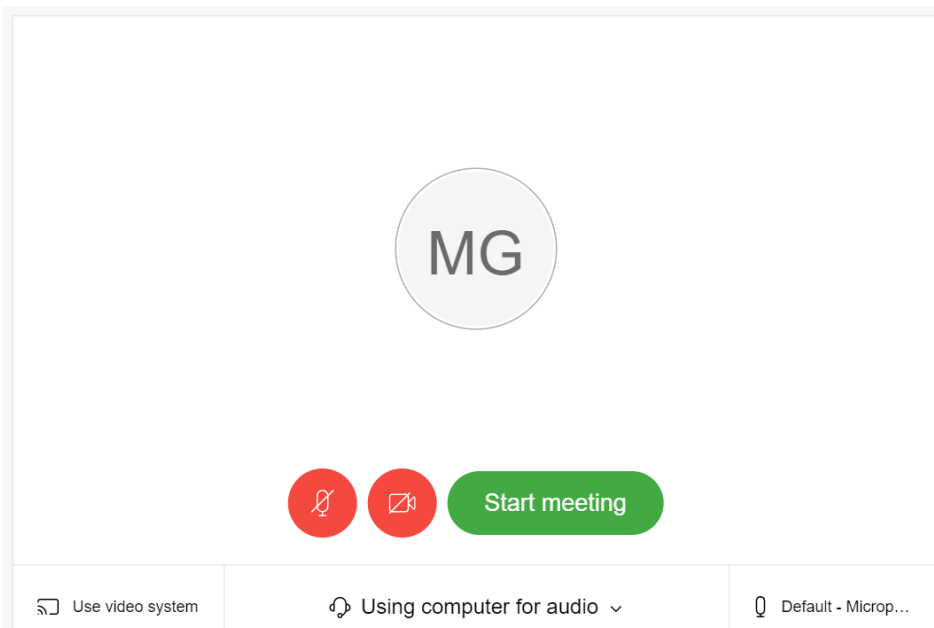 MG
Start meeting
Use video system
Using computer for audio
Default - Microp...